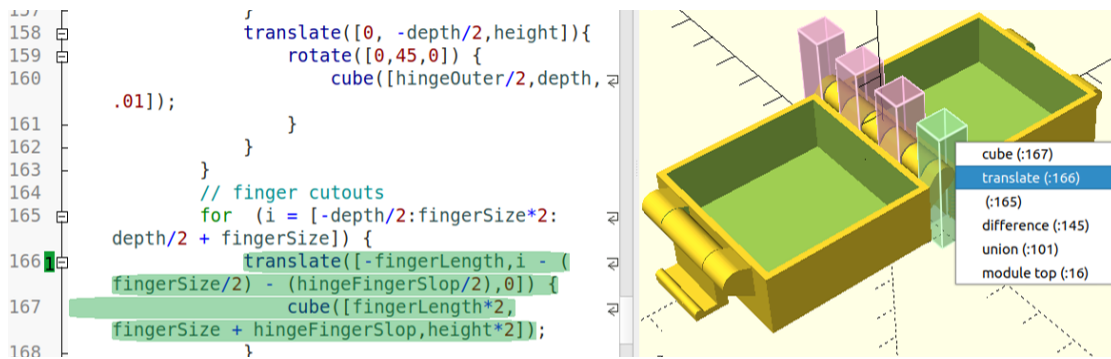 157 }
158 translate([0, -depth/2,height]){
159 rotate([0,45,0]) {
160 cube([hingeOuter/2,depth,
.01]);
161 }
162 }
163 }
164 // finger cutouts
165 for (i = [-depth/2:fingerSize*2:
depth/2 + fingerSize]) {
166 1 translate([-fingerLength,i - (
fingerSize/2) - (hingeFingerSlop/2),0]) {
167 cube([fingerLength*2,
fingerSize + hingeFingerSlop,height*2]);
168 }
cube (:167)
translate (:166)
(:165)
difference (:145)
union (:101)
module top (:16)